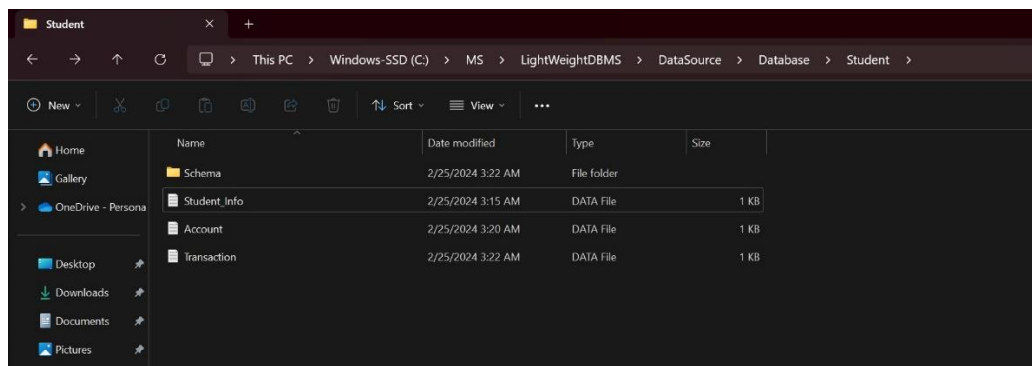 Student
This PC > Windows-SSD (C:) > MS > LightWeightDBMS > DataSource > Database > Student >
New Sort View
Name Date modified Type Size
Home
Gallery
OneDrive - Persona
Desktop
Downloads
Documents
Pictures
Schema 2/25/2024 3:22 AM File folder
Student_Info 2/25/2024 3:15 AM DATA File 1 KB
Account 2/25/2024 3:20 AM DATA File 1 KB
Transaction 2/25/2024 3:22 AM DATA File 1 KB